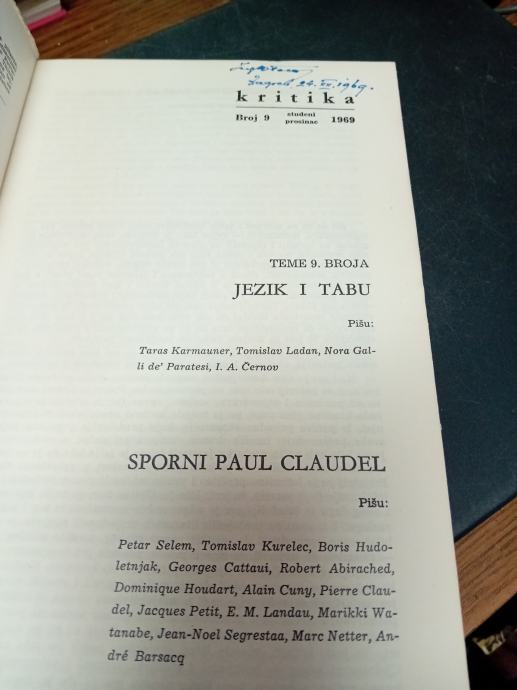 Zagreb 24. XII. 1969.
kritika
Broj 9 studeni prosinac 1969
TEME 9. BROJA
JEZIK I TABU
Pišu:
Taras Karmauner, Tomislav Ladan, Nora Gal-
li de' Paratesi, I. A. Černov
SPORNI PAUL CLAUDEL
Pišu:
Petar Selem, Tomislav Kurelec, Boris Hudo-
letnjak, Georges Cattaui, Robert Abirached,
Dominique Houdart, Alain Cuny, Pierre Clau-
del, Jacques Petit, E. M. Landau, Marikki Wa-
tanabe, Jean-Noel Segrestaa, Marc Netter, An-
dré Barsacq